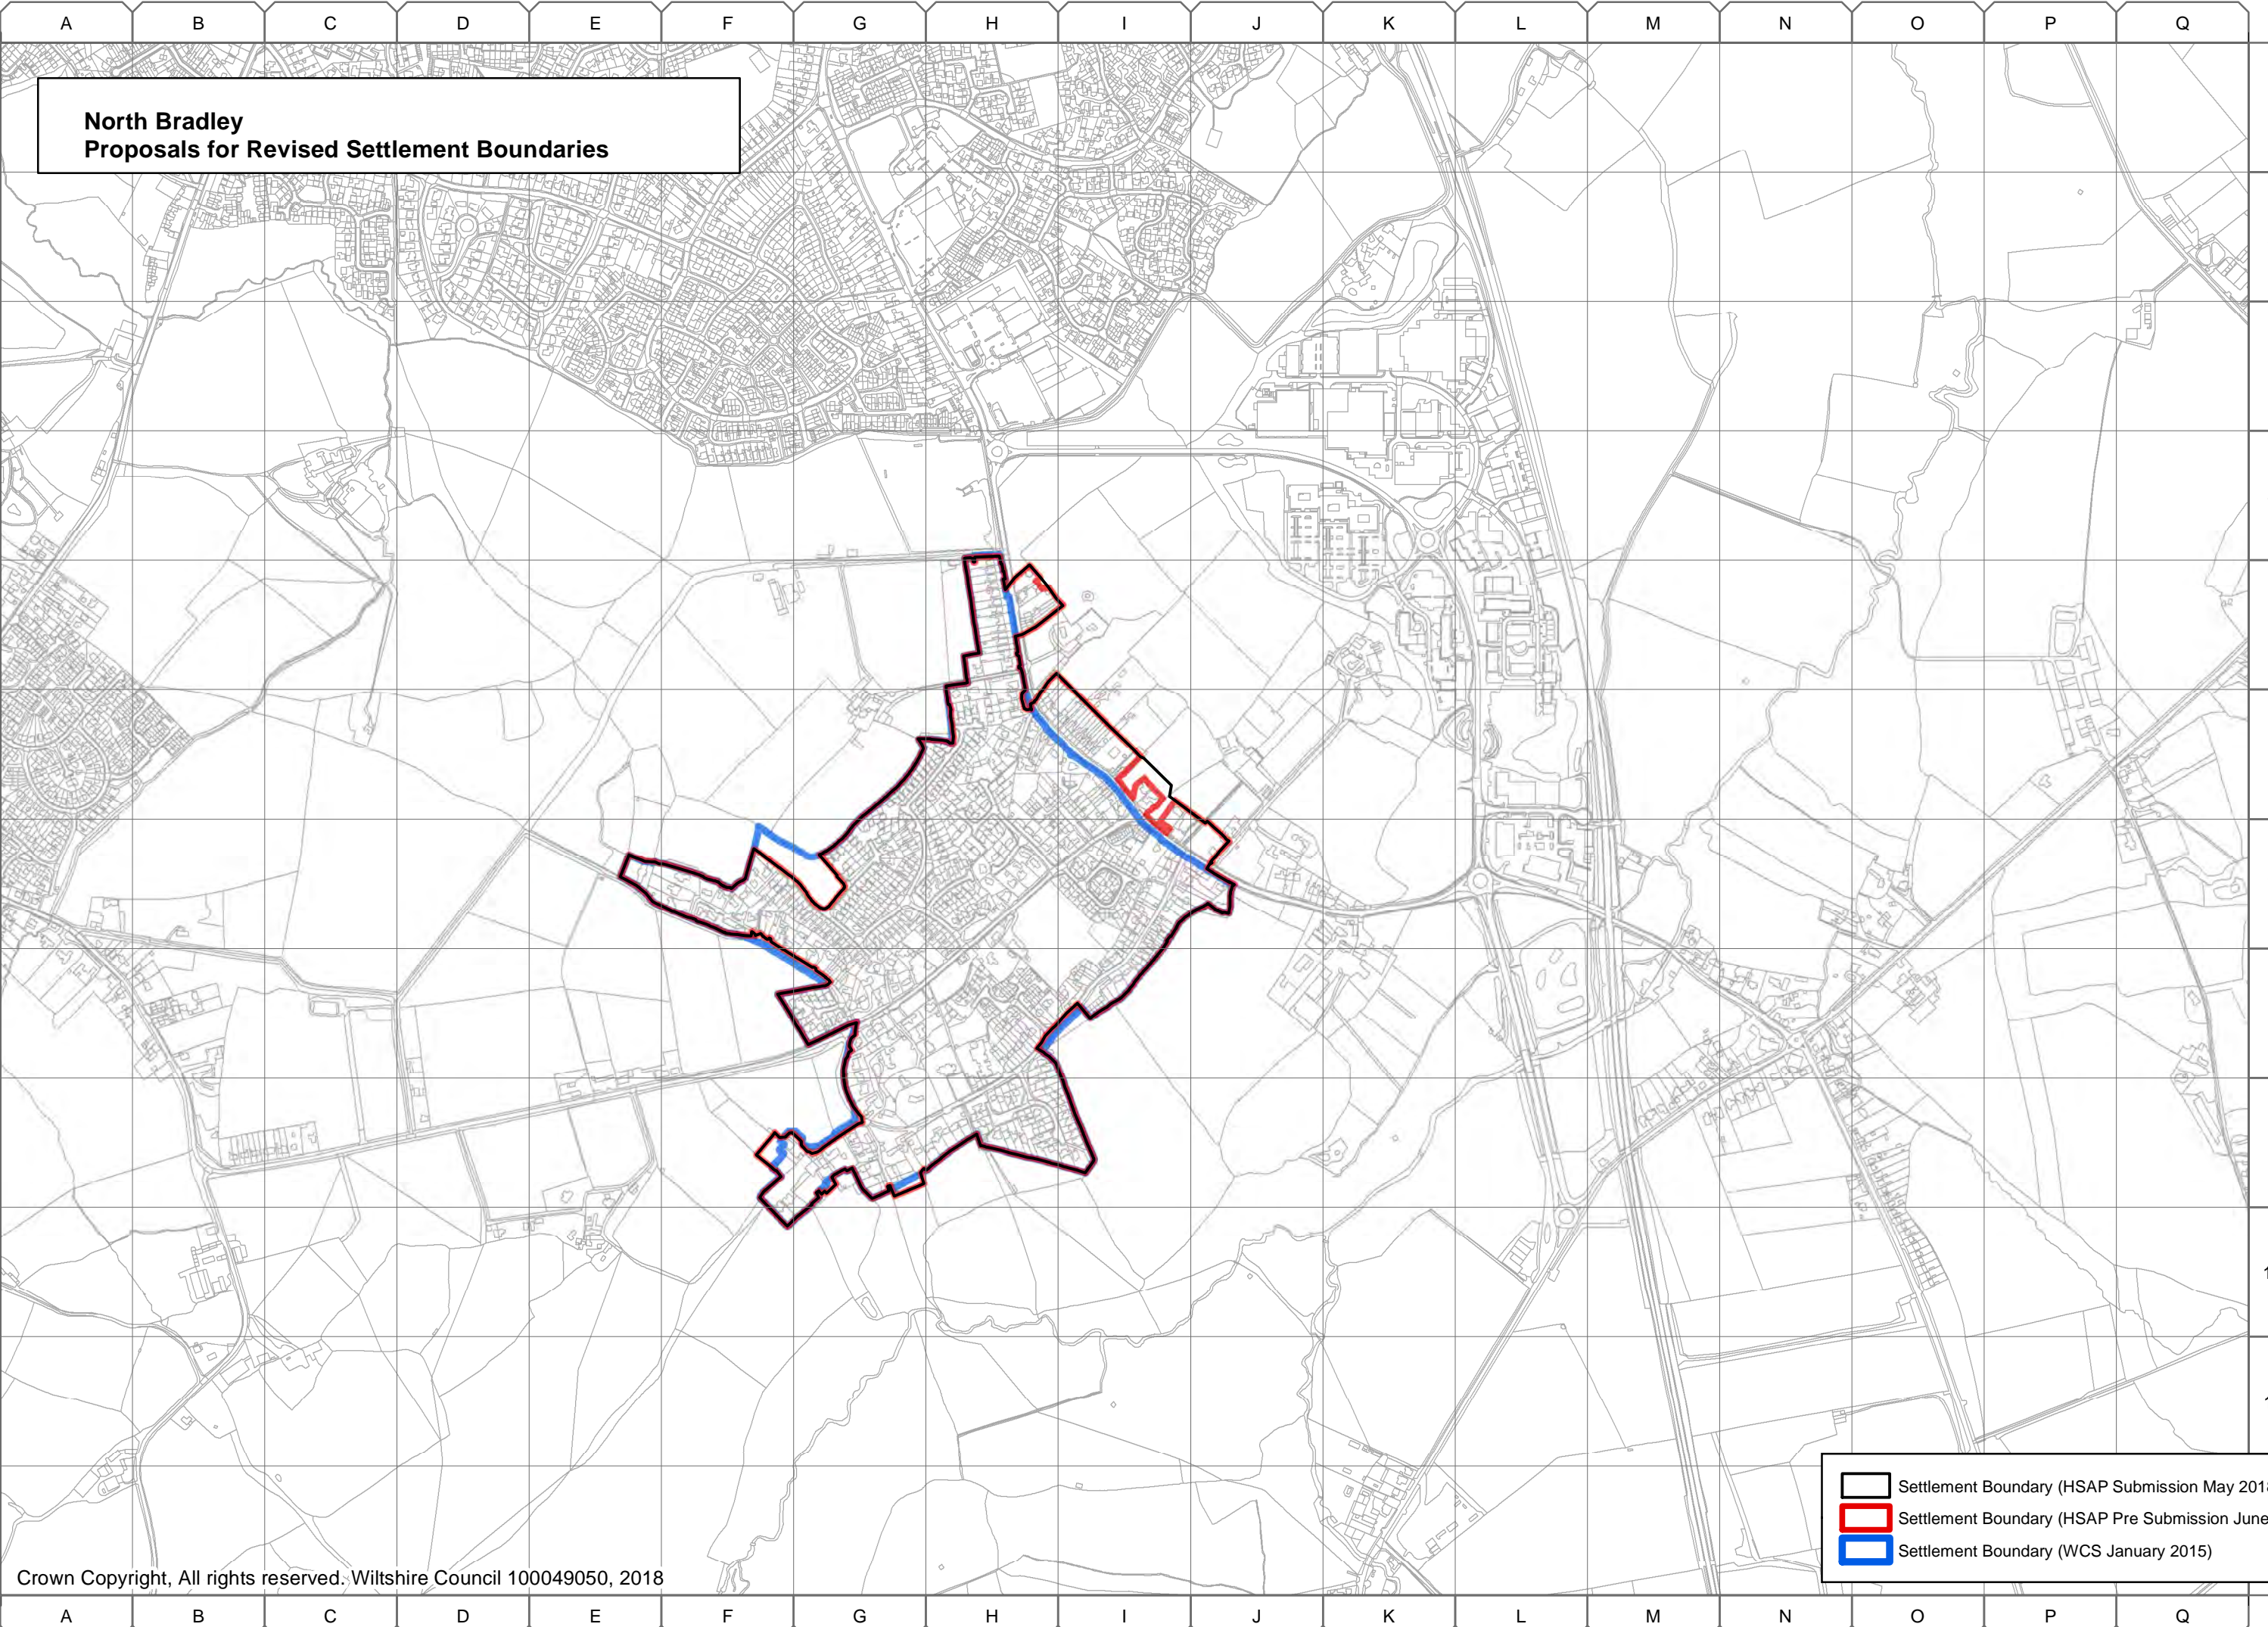 A B C D E F G H I J K L M N O P Q
North Bradley
Proposals for Revised Settlement Boundaries
Settlement Boundary (HSAP Submission May 201
Settlement Boundary (HSAP Pre Submission June
Settlement Boundary (WCS January 2015)
Crown Copyright, All rights reserved. Wiltshire Council 100049050, 2018
A B C D E F G H I J K L M N O P Q